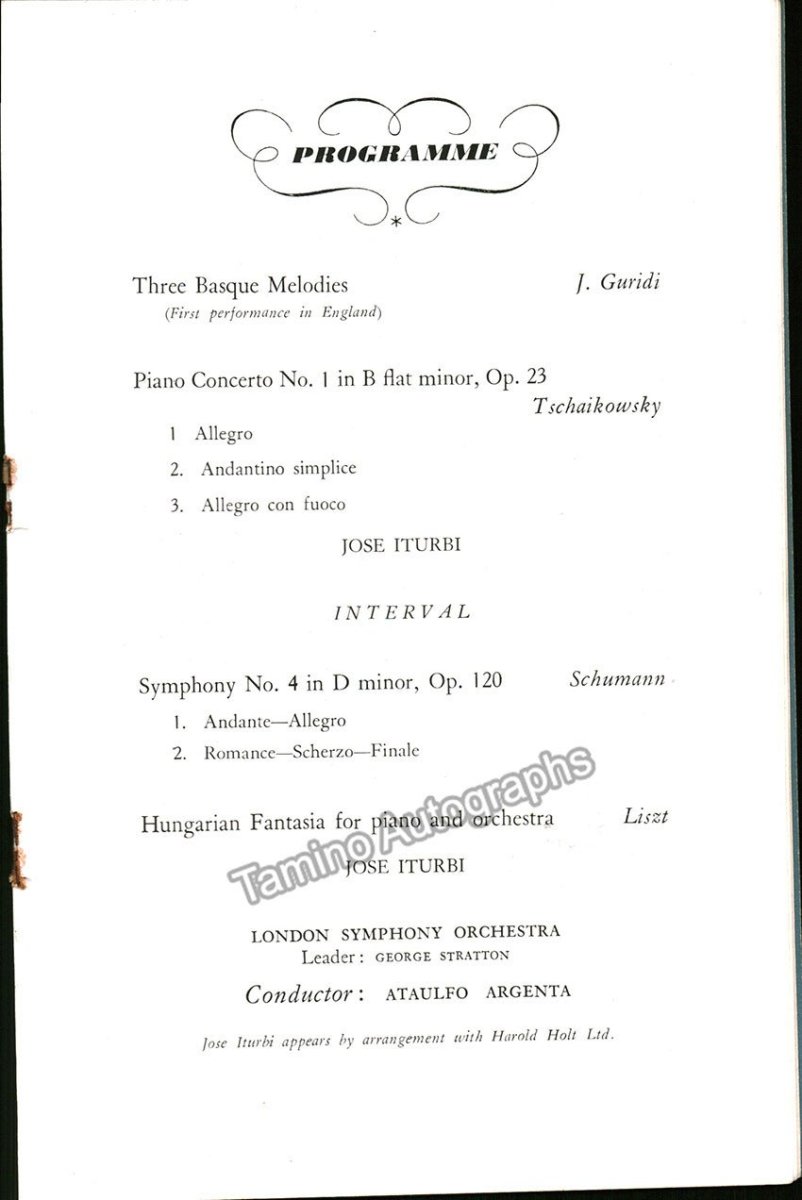 PROGRAMME
*
Three Basque Melodies J. Guridi
(First performance in England)
Piano Concerto No. 1 in B flat minor, Op. 23
Tschaikowsky
1 Allegro
2. Andantino simplice
3. Allegro con fuoco
JOSE ITURBI
INTERVAL
Symphony No. 4 in D minor, Op. 120 Schumann
1. Andante—Allegro
2. Romance—Scherzo—Finale
Hungarian Fantasia for piano and orchestra Liszt
Tamino Autographs
JOSE ITURBI
LONDON SYMPHONY ORCHESTRA
Leader: GEORGE STRATTON
Conductor: ATAULFO ARGENTA
Jose Iturbi appears by arrangement with Harold Holt Ltd.